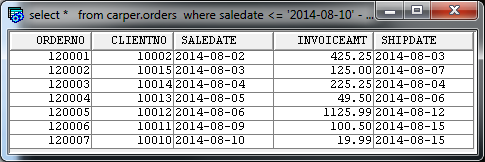 select *   from carper.orders  where saledate <= '2014-08-10' - ...
ORDERNO CLIENTNO SALEDATE INVOICEAMT SHIPDATE
120001 10002 2014-08-02 425.25 2014-08-03
120002 10015 2014-08-03 125.00 2014-08-07
120003 10014 2014-08-04 225.25 2014-08-04
120004 10013 2014-08-05 49.50 2014-08-06
120005 10012 2014-08-06 1125.99 2014-08-12
120006 10011 2014-08-09 100.50 2014-08-15
120007 10010 2014-08-10 19.99 2014-08-15